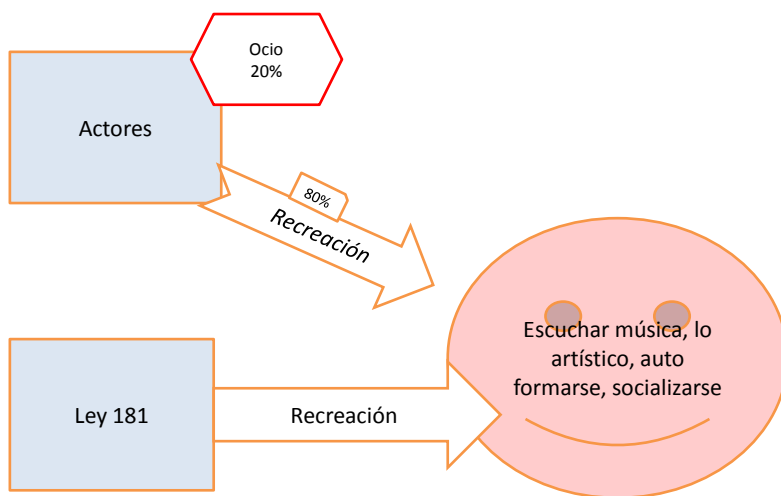 Ocio
20%
Actores
80%
Recreación
Escuchar música, lo
artístico, auto
formarse, socializarse
Ley 181
Recreación